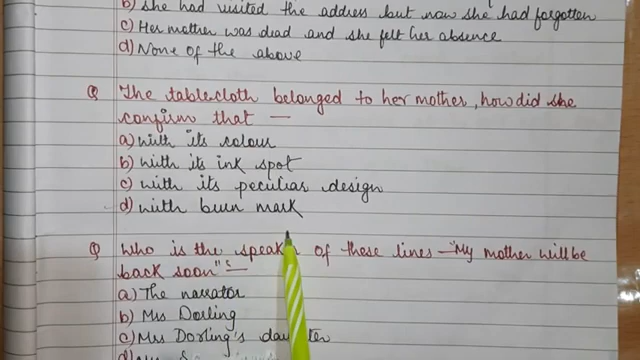 b) She had visited the address but now she had forgotten
c) Her mother was dead and she felt her absence
d) None of the above
Q The tablecloth belonged to her mother, how did she
confirm that —
a) with its colour
b) with its ink spot
c) with its peculiar design
d) with burn mark
Q Who is the speaker of these lines - "My mother will be
back soon" : —
a) The narrator
b) Mrs Dorling
c) Mrs Dorling's daughter
d)